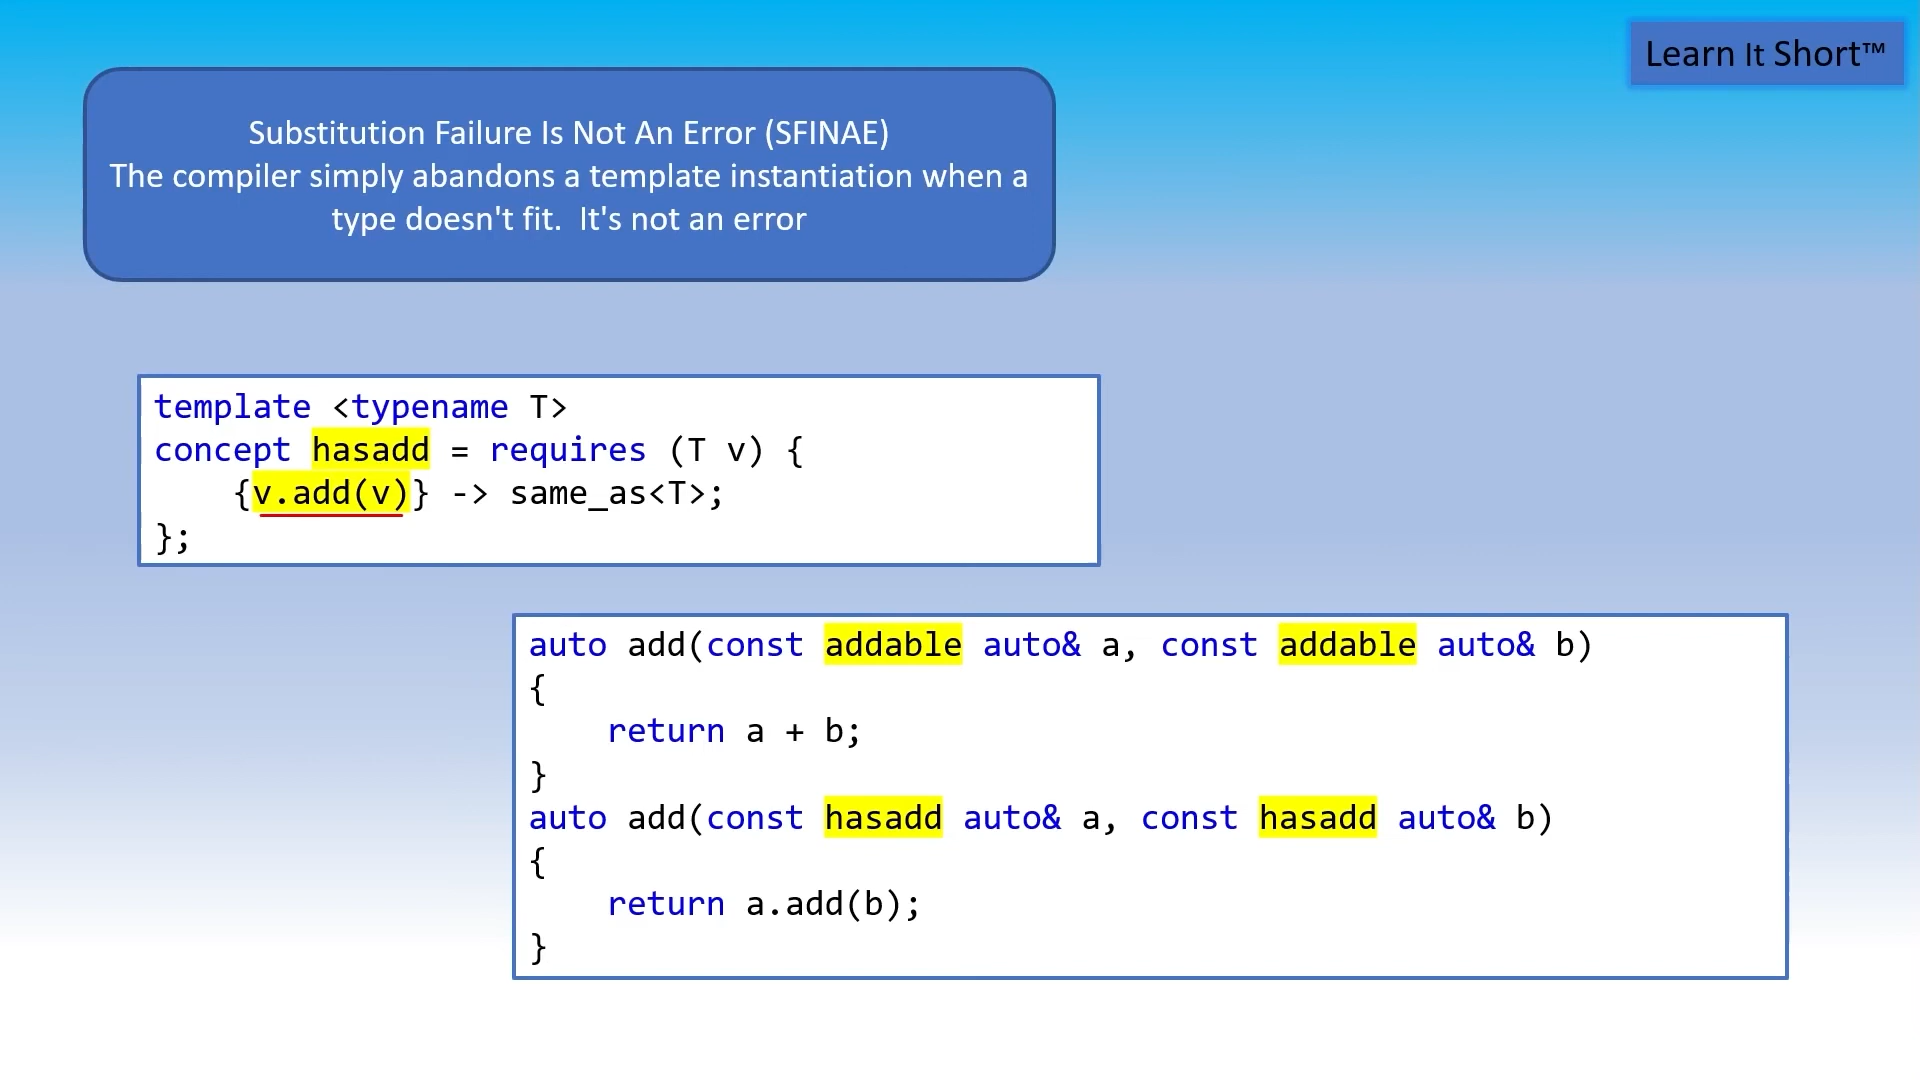 Learn It Short™
Substitution Failure Is Not An Error (SFINAE)
The compiler simply abandons a template instantiation when a
type doesn't fit.  It's not an error
template <typename T>
concept hasadd = requires (T v) {
    {v.add(v)} -> same_as<T>;
};
auto add(const addable auto& a, const addable auto& b)
{
    return a + b;
}
auto add(const hasadd auto& a, const hasadd auto& b)
{
    return a.add(b);
}